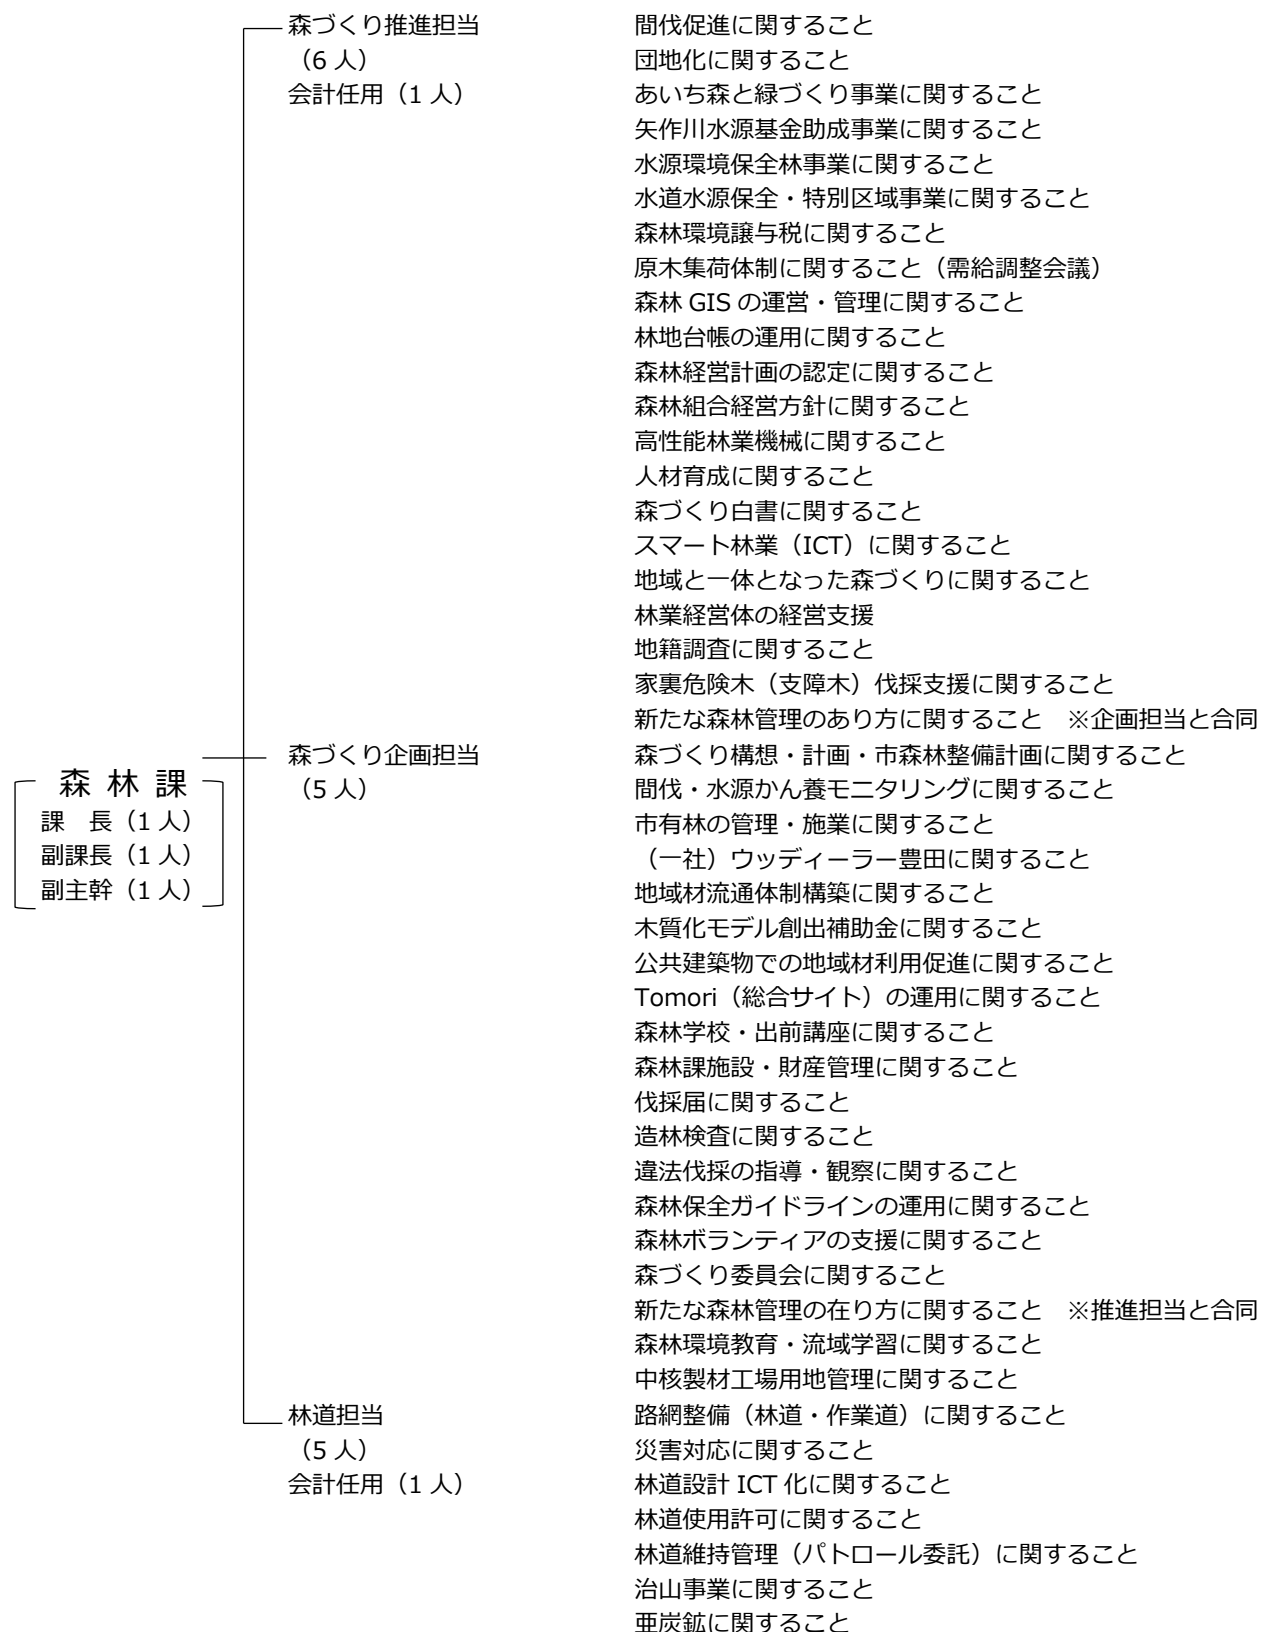 森づくり推進担当
（6 人）
会計任用（1 人）
間伐促進に関すること
団地化に関すること
あいち森と緑づくり事業に関すること
矢作川水源基金助成事業に関すること
水源環境保全林事業に関すること
水道水源保全・特別区域事業に関すること
森林環境譲与税に関すること
原木集荷体制に関すること（需給調整会議）
森林 GIS の運営・管理に関すること
林地台帳の運用に関すること
森林経営計画の認定に関すること
森林組合経営方針に関すること
高性能林業機械に関すること
人材育成に関すること
森づくり白書に関すること
スマート林業（ICT）に関すること
地域と一体となった森づくりに関すること
林業経営体の経営支援
地籍調査に関すること
家裏危険木（支障木）伐採支援に関すること
新たな森林管理のあり方に関すること　※企画担当と合同
森 林 課
課　長（1 人）
副課長（1 人）
副主幹（1 人）
森づくり企画担当
（5 人）
森づくり構想・計画・市森林整備計画に関すること
間伐・水源かん養モニタリングに関すること
市有林の管理・施業に関すること
（一社）ウッディーラー豊田に関すること
地域材流通体制構築に関すること
木質化モデル創出補助金に関すること
公共建築物での地域材利用促進に関すること
Tomori（総合サイト）の運用に関すること
森林学校・出前講座に関すること
森林課施設・財産管理に関すること
伐採届に関すること
造林検査に関すること
違法伐採の指導・観察に関すること
森林保全ガイドラインの運用に関すること
森林ボランティアの支援に関すること
森づくり委員会に関すること
新たな森林管理の在り方に関すること　※推進担当と合同
森林環境教育・流域学習に関すること
中核製材工場用地管理に関すること
林道担当
（5 人）
会計任用（1 人）
路網整備（林道・作業道）に関すること
災害対応に関すること
林道設計 ICT 化に関すること
林道使用許可に関すること
林道維持管理（パトロール委託）に関すること
治山事業に関すること
亜炭鉱に関すること